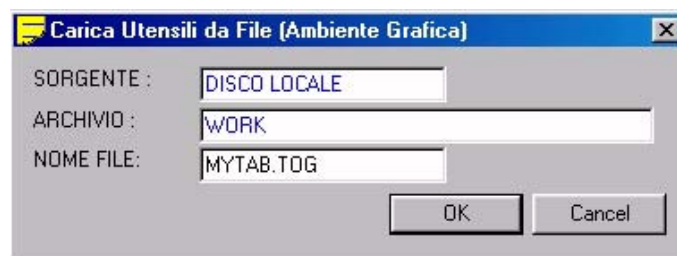 Carica Utensili da File (Ambiente Grafica)
SORGENTE : DISCO LOCALE
ARCHIVIO : WORK
NOME FILE: MYTAB.TOG
OK Cancel